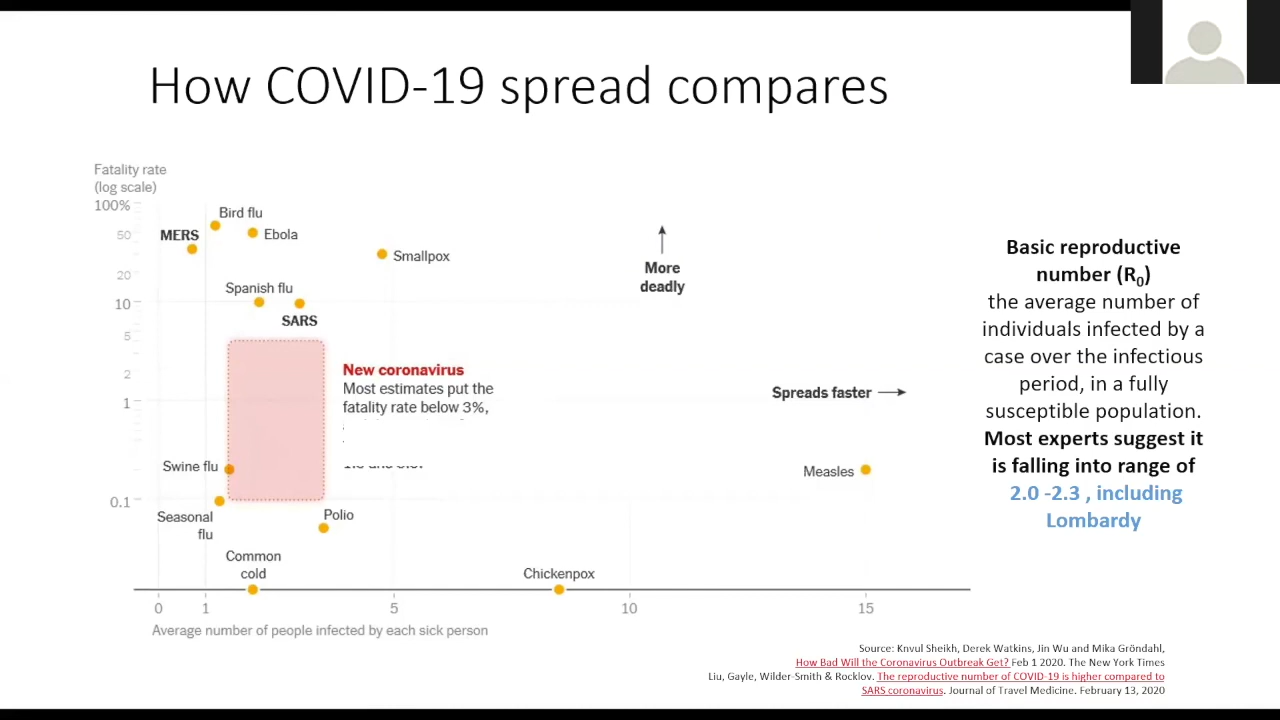 How COVID-19 spread compares
Fatality rate
(log scale)
100%
50
20
10
5
2
1
0.1
Bird flu
MERS
Ebola
Smallpox
Spanish flu
SARS
More
deadly
New coronavirus
Most estimates put the
fatality rate below 3%,
Spreads faster
Swine flu
Measles
Seasonal
flu
Polio
Common
cold
Chickenpox
0 1 5 10 15
Average number of people infected by each sick person
Basic reproductive
number (R0)
the average number of
individuals infected by a
case over the infectious
period, in a fully
susceptible population.
Most experts suggest it
is falling into range of
2.0 -2.3 , including
Lombardy
Source: Knvul Sheikh, Derek Watkins, Jin Wu and Mika Gröndahl,
How Bad Will the Coronavirus Outbreak Get? Feb 1 2020. The New York Times
Liu, Gayle, Wilder-Smith & Rocklov. The reproductive number of COVID-19 is higher compared to
SARS coronavirus. Journal of Travel Medicine. February 13, 2020